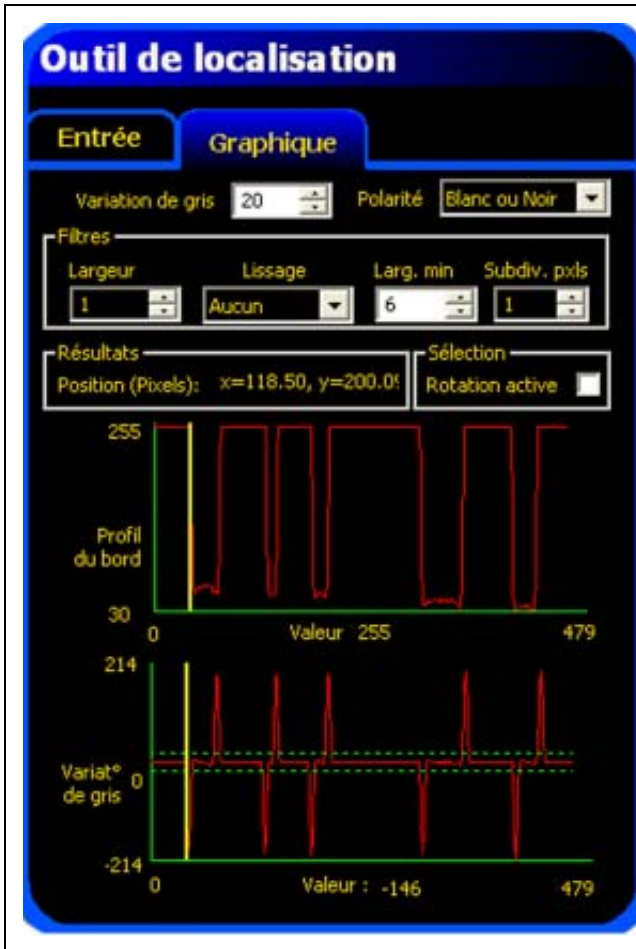 Outil de localisation
Entrée Graphique
Variation de gris 20 Polarité Blanc ou Noir
Filtres
Largeur Lissage Larg. min Subdiv. pxls
1 Aucun 6 1
Résultats Sélection
Position (Pixels): x=118.50, y=200.09 Rotation active
255
Profil
du bord
30
0 Valeur 255 479
214
Variat°
de gris
0
-214
0 Valeur : -146 479